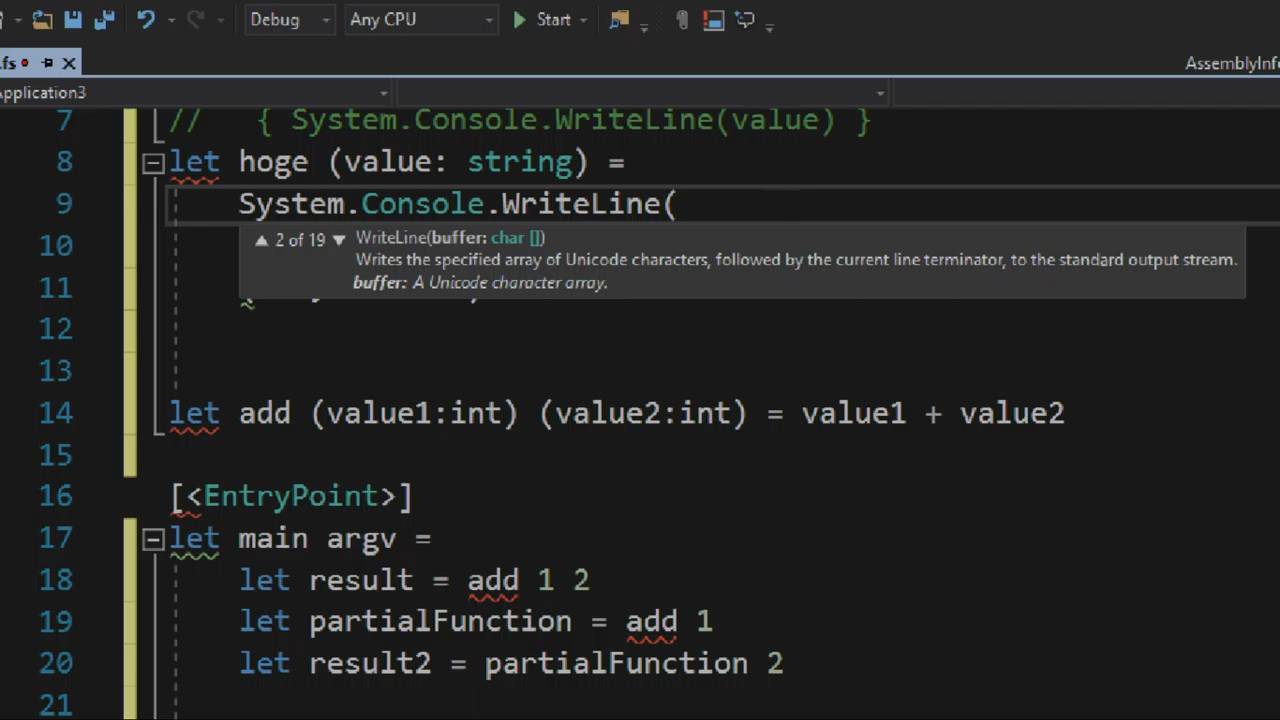 Debug Any CPU Start
.fs AssemblyInfo
Application3
7 // { System.Console.WriteLine(value) }
8 let hoge (value: string) =
9 System.Console.WriteLine(
10 2 of 19 WriteLine(buffer: char [])
Writes the specified array of Unicode characters, followed by the current line terminator, to the standard output stream.
11 buffer: A Unicode character array.
12
13
14 let add (value1:int) (value2:int) = value1 + value2
15
16 [<EntryPoint>]
17 let main argv =
18 let result = add 1 2
19 let partialFunction = add 1
20 let result2 = partialFunction 2
21